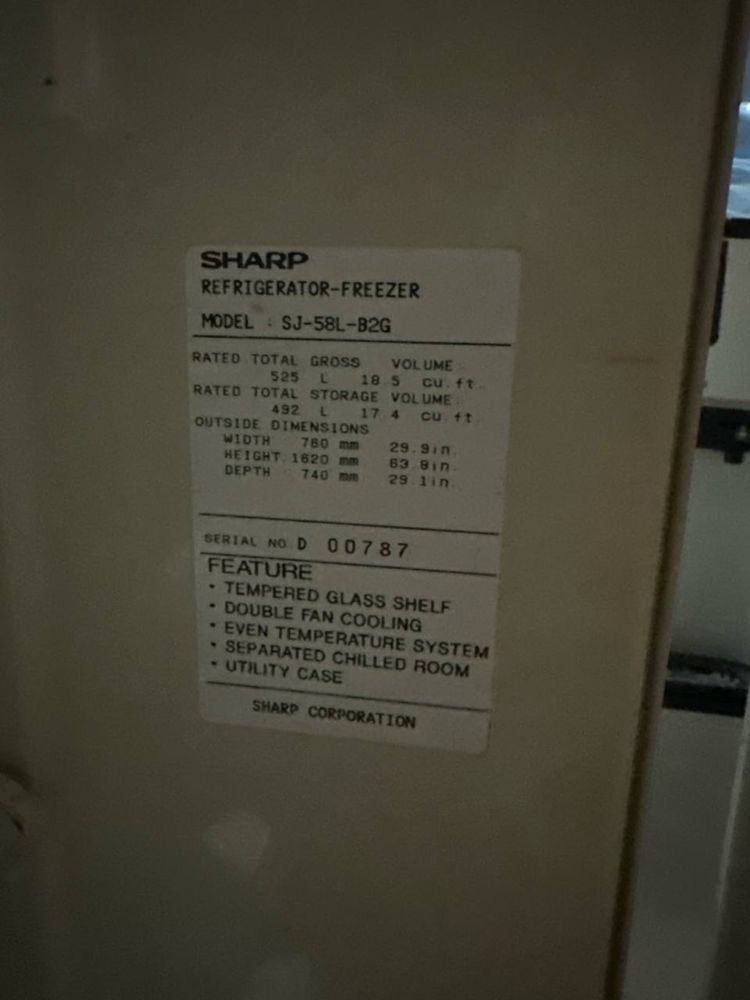 SHARP
REFRIGERATOR-FREEZER
MODEL : SJ-58L-B2G
RATED TOTAL GROSS VOLUME
525 L 18.5 cu.ft.
RATED TOTAL STORAGE VOLUME
492 L 17.4 cu.ft.
OUTSIDE DIMENSIONS
WIDTH 760 mm 29.9in.
HEIGHT 1620 mm 63.8in.
DEPTH 740 mm 29.1in.
SERIAL NO. D 00787
FEATURE
· TEMPERED GLASS SHELF
· DOUBLE FAN COOLING
· EVEN TEMPERATURE SYSTEM
· SEPARATED CHILLED ROOM
· UTILITY CASE
SHARP CORPORATION